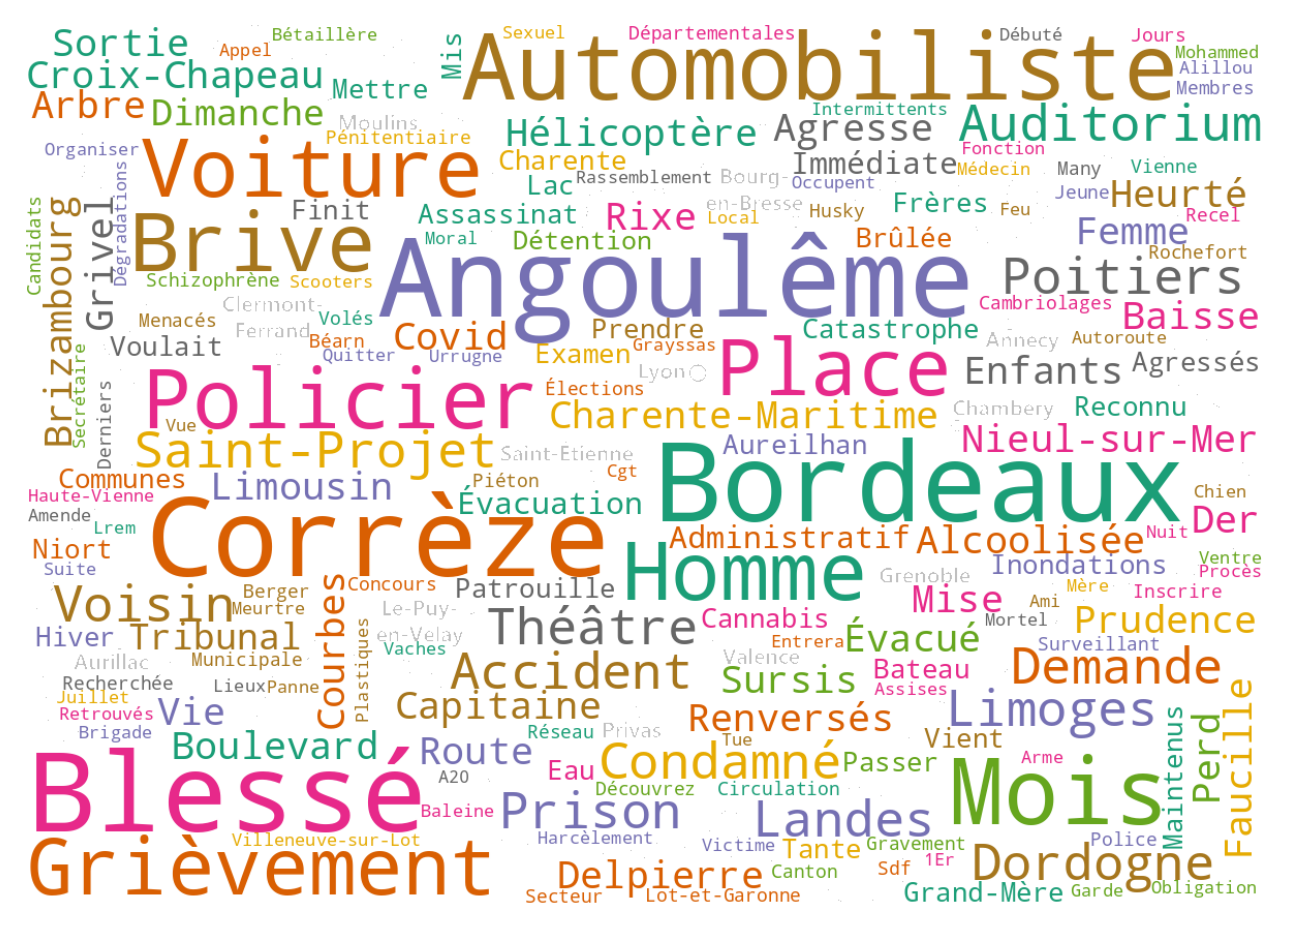 Sortie
Appel
Bétaillère
Mis
Automobiliste
Sexuel
Départementales
Débuté
Jours
Mohammed
Alillou
Membres
Croix-Chapeau
Mettre
Arbre
Dimanche
Moulins
Pénitentiaire
Hélicoptère
Agresse
Intermittents
Auditorium
Organiser
Voiture
Charente
Immédiate
Fonction
Médecin
Many
Vienne
Lac
Rassemblement
Bourg-
en-Bresse
Occupent
Jeune
Heurté
Candidats
Brizambourg
Grivel
Dégradations
Brive
Finit
Assassinat
Rixe
Local
Husky
Frères
Feu
Recel
Moral
Détention
Brûlée
Femme
Rochefort
Schizophrène
Scooters
Angoulême
Poitiers
Clermont-
Ferrand
Menacés
Volés
Covid
Prendre
Catastrophe
Cambriolages
Baisse
Voulait
Béarn
Quitter
Urrugne
Examen
Grayssas
Annecy
Autoroute
Secrétaire
Derniers
Policier
Élections
Lyon
Place
Enfants
Agressés
Vue
Charente-Maritime
Chambery
Reconnu
Saint-Projet
Saint-Etienne
Aureilhan
Nieul-sur-Mer
Communes
Limousin
Piéton
Cgt
Bordeaux
Haute-Vienne
Évacuation
Chien
Amende
Lrem
Corrèze
Der
Niort
Administratif
Alcoolisée
Nuit
Suite
Homme
Inondations
Ventre
Procès
Berger
Meurtre
Concours
Patrouille
Grenoble
Mère
Inscrire
Voisin
Courbes
Le-Puy-
en-Velay
Théâtre
Cannabis
Mise
Ami
Mortel
Prudence
Hiver
Tribunal
Plastiques
Vaches
Entrera
Évacué
Surveillant
Aurillac
Municipale
Accident
Valence
Bateau
Demande
Recherchée
Lieux
Panne
Sursis
Assises
Juillet
Retrouvés
Vie
Capitaine
Renversés
Limoges
Faucille
Brigade
Boulevard
Route
Réseau
Privas
Tue
Vient
Maintenus
Perd
Blessé
A20
Eau
Condamné
Passer
Arme
Mois
Baleine
Prison
Découvrez
Circulation
Landes
Villeneuve-sur-Lot
Harcèlement
Victime
Tante
Gravement
Police
Grièvement
Delpierre
Canton
Sdf
1Er
Dordogne
Secteur
Lot-et-Garonne
Grand-Mère
Garde
Obligation